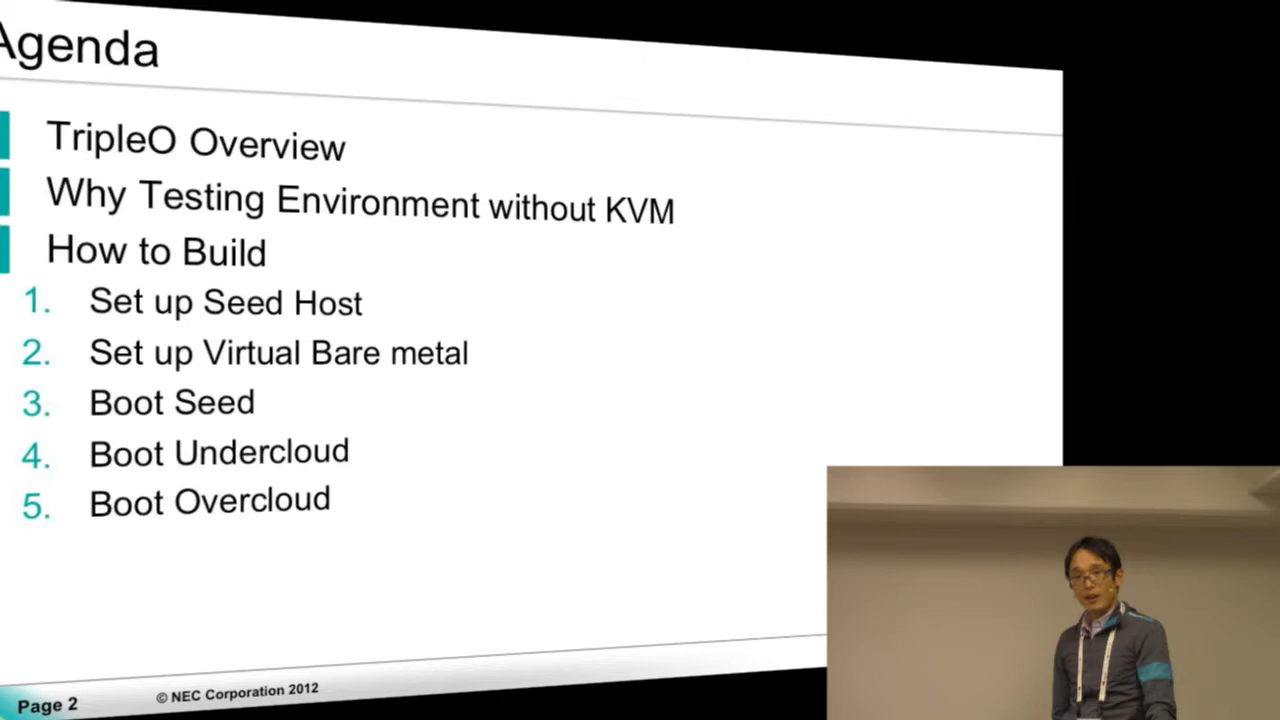 Agenda
TripleO Overview
Why Testing Environment without KVM
How to Build
1. Set up Seed Host
2. Set up Virtual Bare metal
3. Boot Seed
4. Boot Undercloud
5. Boot Overcloud
Page 2 © NEC Corporation 2012